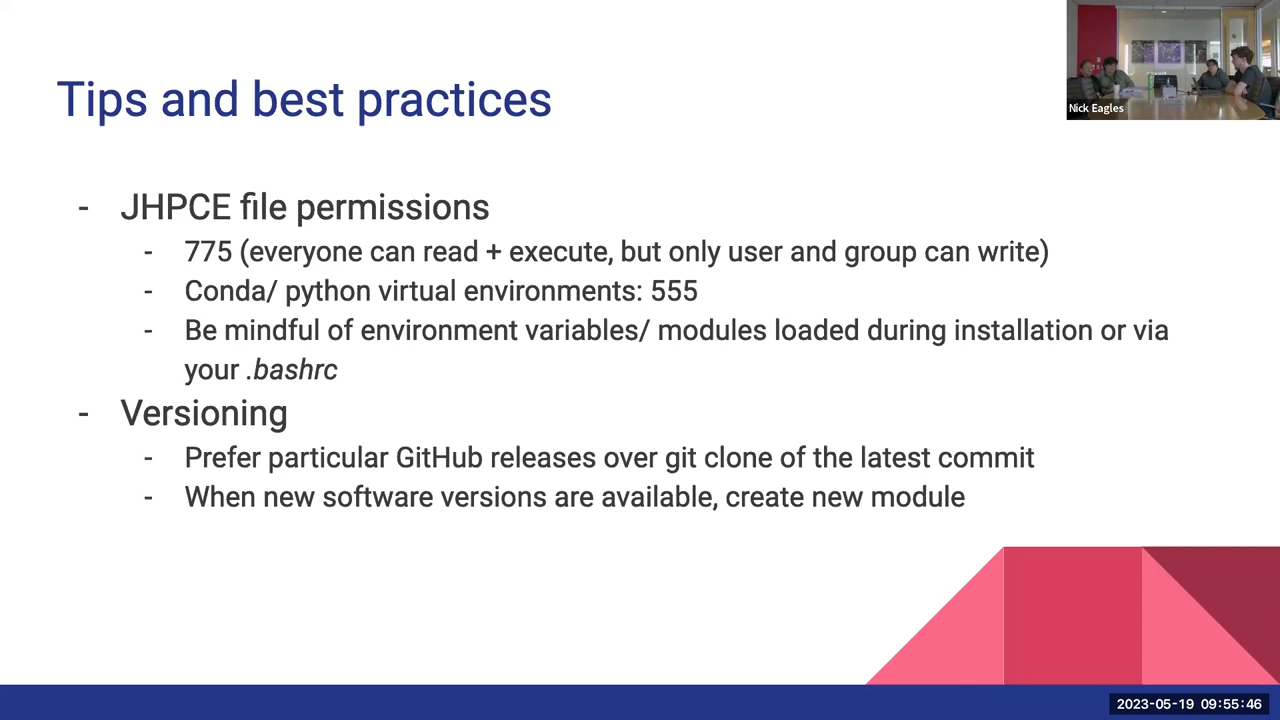 Nick Eagles
Tips and best practices
- JHPCE file permissions
- 775 (everyone can read + execute, but only user and group can write)
- Conda/ python virtual environments: 555
- Be mindful of environment variables/ modules loaded during installation or via
your .bashrc
- Versioning
- Prefer particular GitHub releases over git clone of the latest commit
- When new software versions are available, create new module
2023-05-19 09:55:46